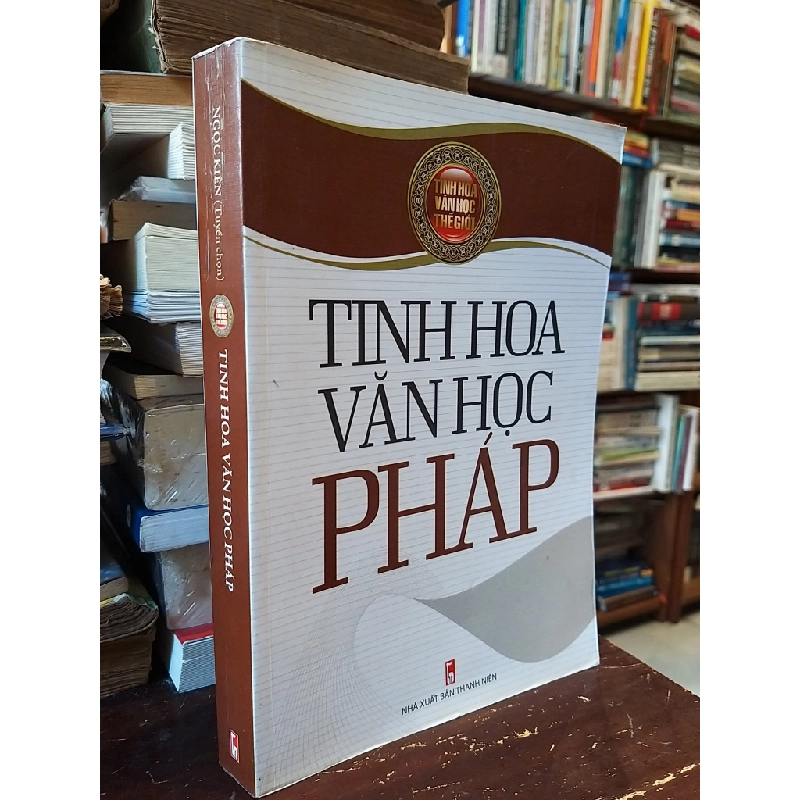 TINH HOA
VĂN HỌC
THẾ GIỚI
TINH HOA
VĂN HỌC
PHÁP
NHÀ XUẤT BẢN THANH NIÊN
NGỌC KIÊN (Tuyển chọn)
TINH HOA VĂN HỌC PHÁP